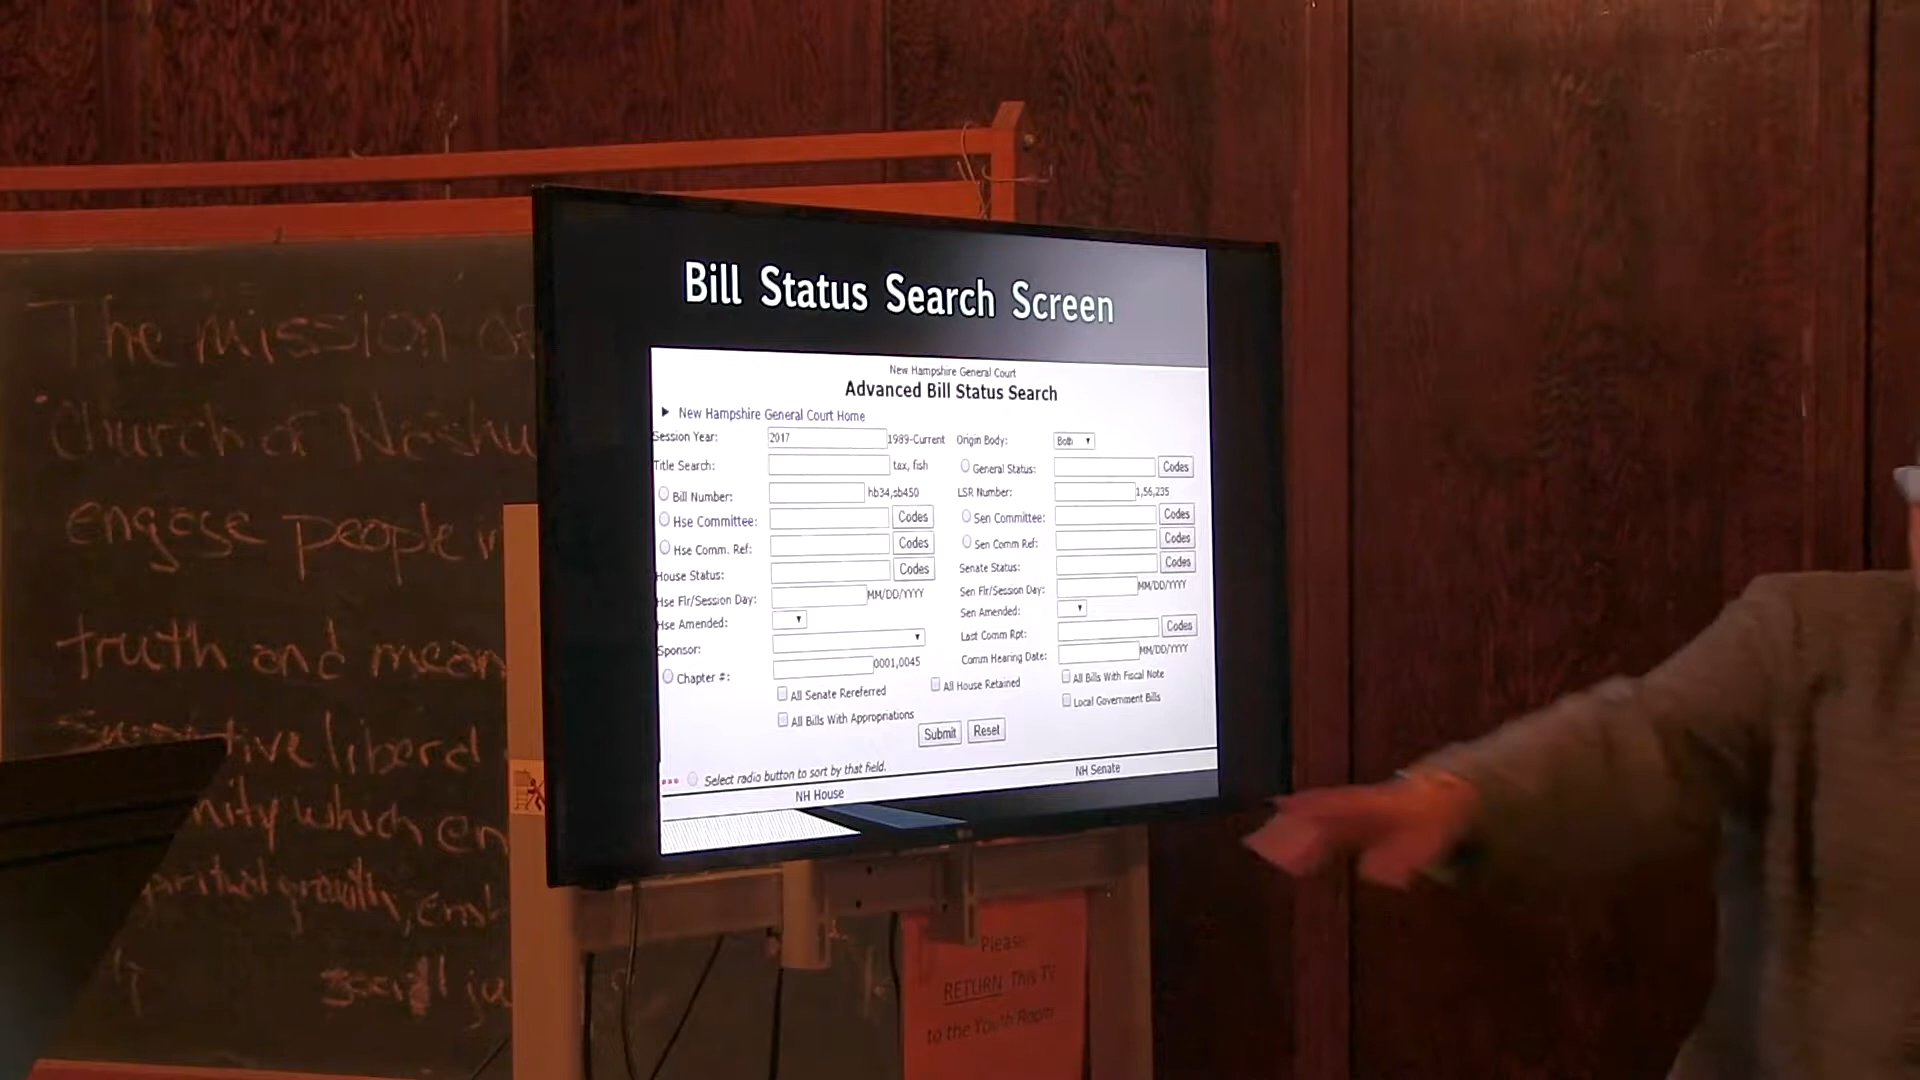 The mission of
Church of Nashu
engage people
truth and mean
tive liberal
nity which en
spiritual growth, en
social ju
Bill Status Search Screen
New Hampshire General Court
Advanced Bill Status Search
New Hampshire General Court Home
Session Year: 2017 1989-Current Origin Body: Both
Title Search: tax, fish General Status: Codes
Bill Number: hb34,sb450 LSR Number: 1,56,235
Hse Committee: Codes Sen Committee: Codes
Hse Comm. Ref: Codes Sen Comm Ref: Codes
House Status: Codes Senate Status: Codes
Hse Flr/Session Day: MM/DD/YYYY Sen Flr/Session Day: MM/DD/YYYY
Hse Amended: Sen Amended:
Sponsor: Last Comm Rpt: Codes
Chapter #: 0001,0045 Comm Hearing Date: MM/DD/YYYY
All Senate Rereferred All House Retained All Bills With Fiscal Note
All Bills With Appropriations Local Government Bills
Submit Reset
Select radio button to sort by that field.
NH House NH Senate
Please
RETURN This TV
to the Youth Room